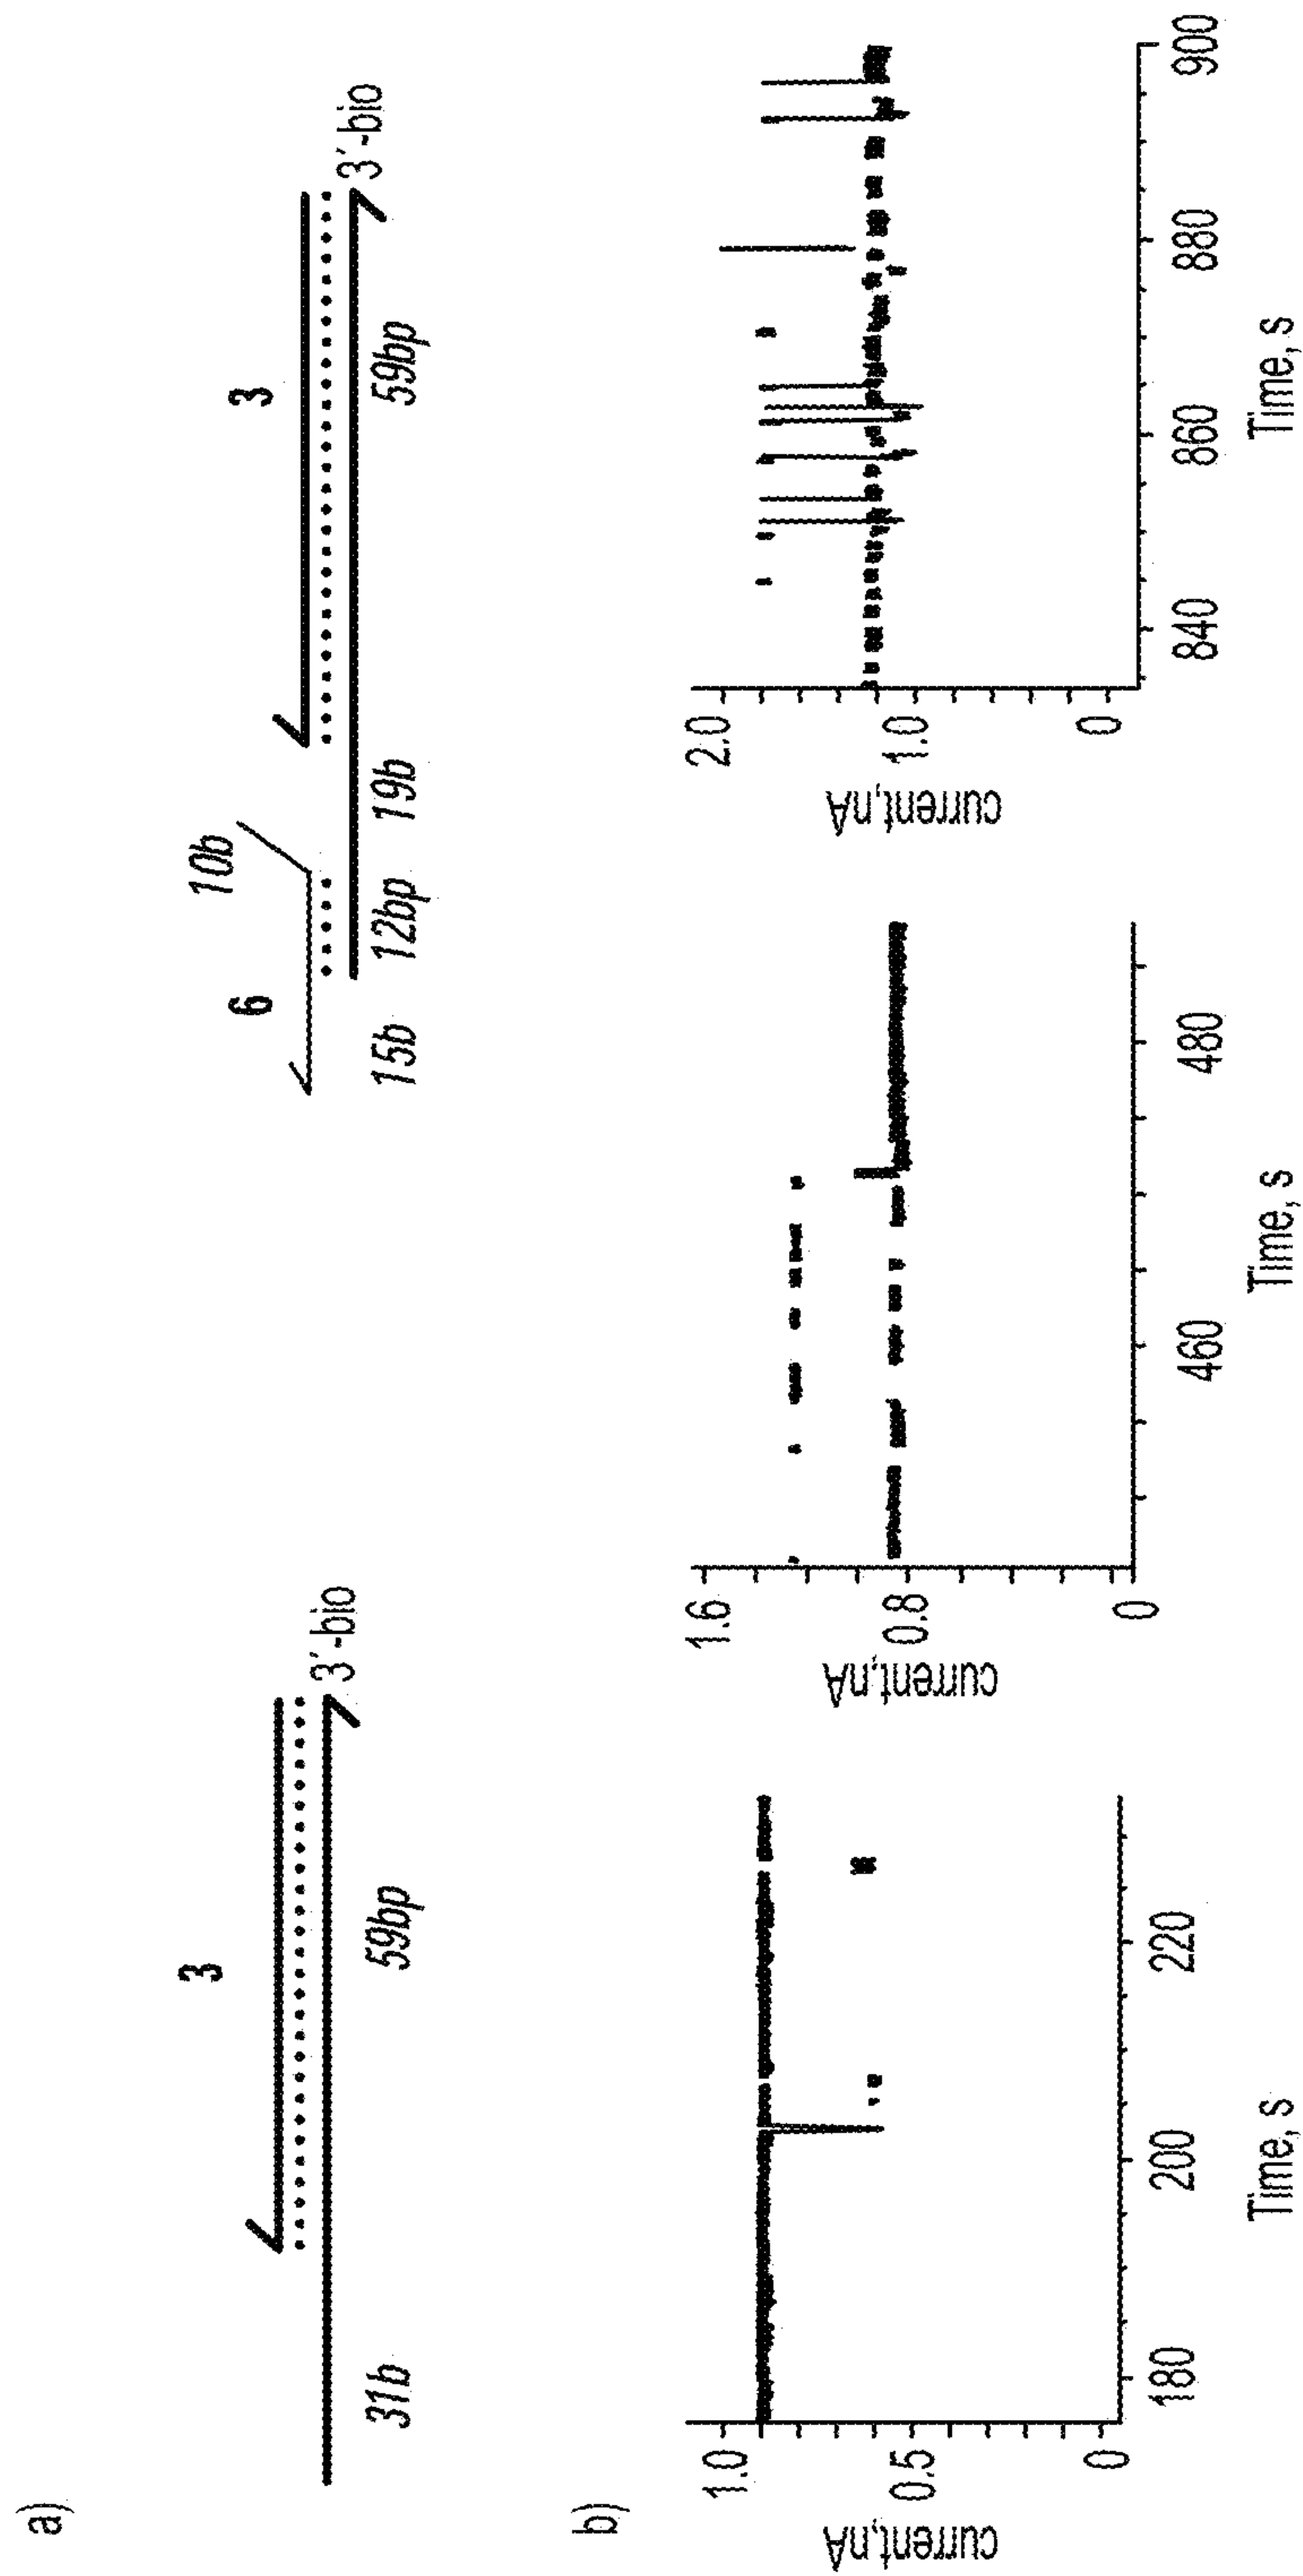 a)
3
31b 59bp 3'-bio
6 10b 3
15b 12bp 19b 59bp 3'-bio
b)
current,nA
1.0
0.5
0
180 200 220
Time, s
current,nA
1.6
0.8
0
460 480
Time, s
current,nA
2.0
1.0
0
840 860 880 900
Time, s